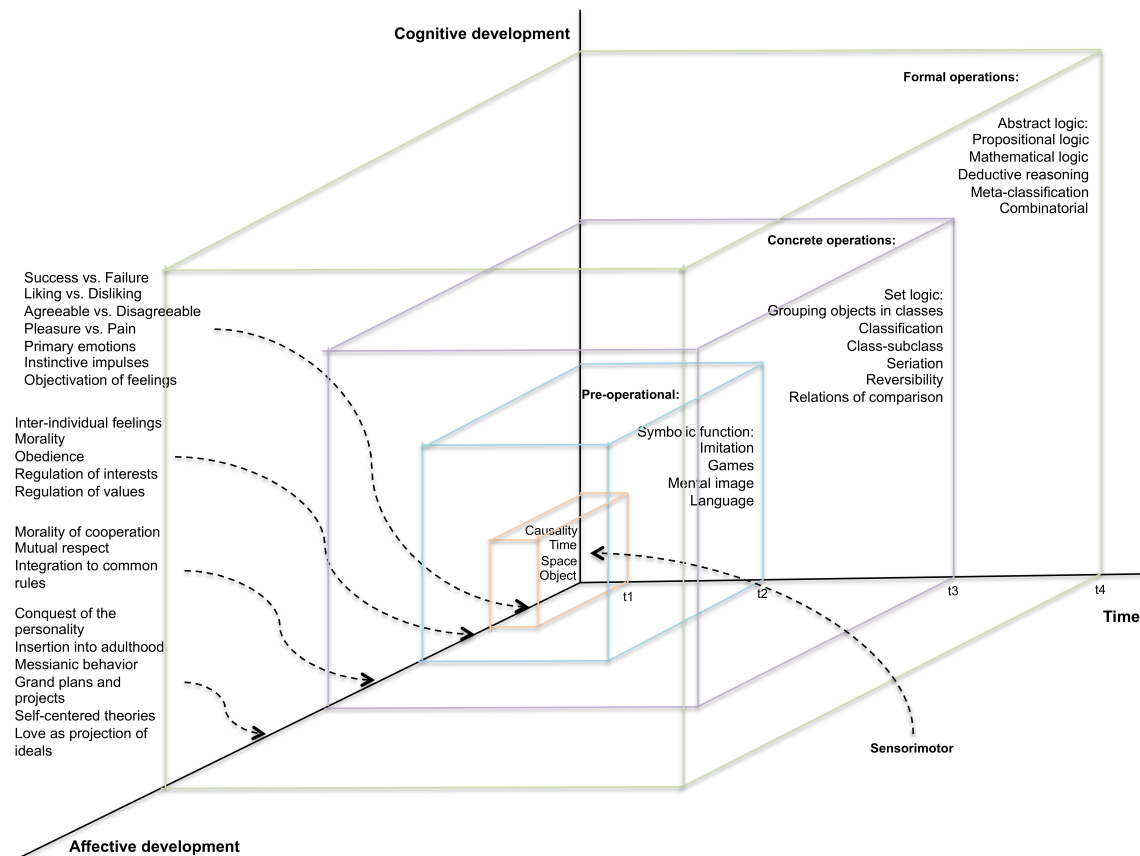 Cognitive development
Formal operations:
Abstract logic:
Propositional logic
Mathematical logic
Deductive reasoning
Meta-classification
Combinatorial
Concrete operations:
Set logic:
Grouping objects in classes
Classification
Class-subclass
Seriation
Reversibility
Relations of comparison
Pre-operational:
Symbolic function:
Imitation
Games
Mental image
Language
Causality
Time
Space
Object
Success vs. Failure
Liking vs. Disliking
Agreeable vs. Disagreeable
Pleasure vs. Pain
Primary emotions
Instinctive impulses
Objectivation of feelings
Inter-individual feelings
Morality
Obedience
Regulation of interests
Regulation of values
Morality of cooperation
Mutual respect
Integration to common
rules
Conquest of the
personality
Insertion into adulthood
Messianic behavior
Grand plans and
projects
Self-centered theories
Love as projection of
ideals
t1
t2
t3
t4
Time
Sensorimotor
Affective development